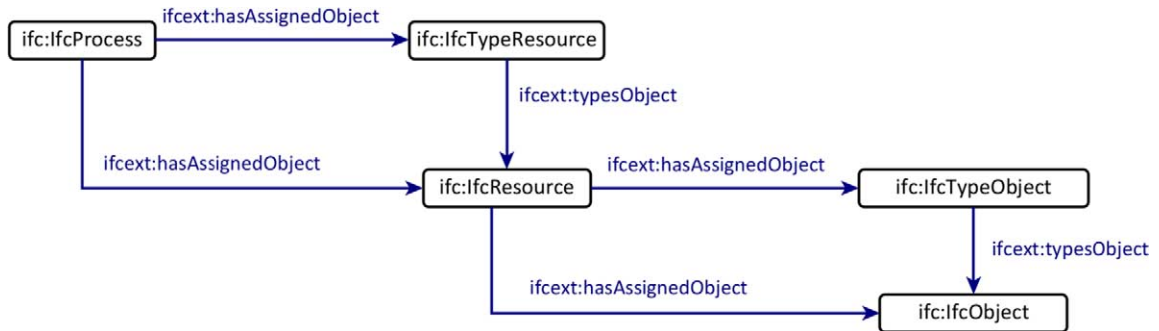 ifcext:hasAssignedObject
ifc:IfcProcess
ifc:IfcTypeResource
ifcext:typesObject
ifcext:hasAssignedObject
ifcext:hasAssignedObject
ifc:IfcResource
ifc:IfcTypeObject
ifcext:typesObject
ifcext:hasAssignedObject
ifc:IfcObject